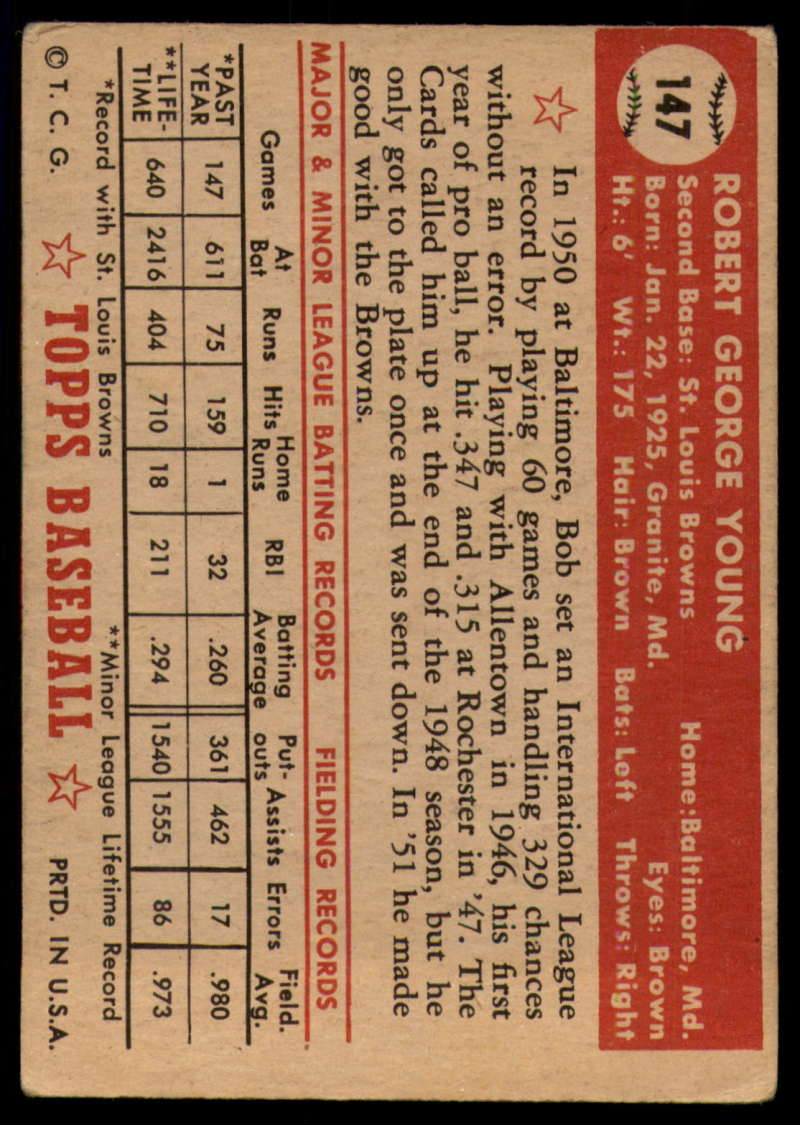 147
ROBERT GEORGE YOUNG
Second Base: St. Louis Browns Home:Baltimore, Md.
Born: Jan. 22, 1925, Granite, Md. Eyes: Brown
Ht.: 6' Wt.: 175 Hair: Brown Bats: Left Throws: Right
In 1950 at Baltimore, Bob set an International League
record by playing 60 games and handling 329 chances
without an error. Playing with Allentown in 1946, his first
year of pro ball, he hit .347 and .315 at Rochester in '47. The
Cards called him up at the end of the 1948 season, but he
only got to the plate once and was sent down. In '51 he made
good with the Browns.
MAJOR & MINOR LEAGUE BATTING RECORDS FIELDING RECORDS
Games At Bat Runs Hits Home Runs RBI Batting Average Put-outs Assists Errors Field. Avg.
*PAST YEAR 147 611 75 159 1 32 .260 361 462 17 .980
**LIFE-TIME 640 2416 404 710 18 211 .294 1540 1555 86 .973
*Record with St. Louis Browns **Minor League Lifetime Record
© T. C. G. TOPPS BASEBALL PRTD. IN U.S.A.